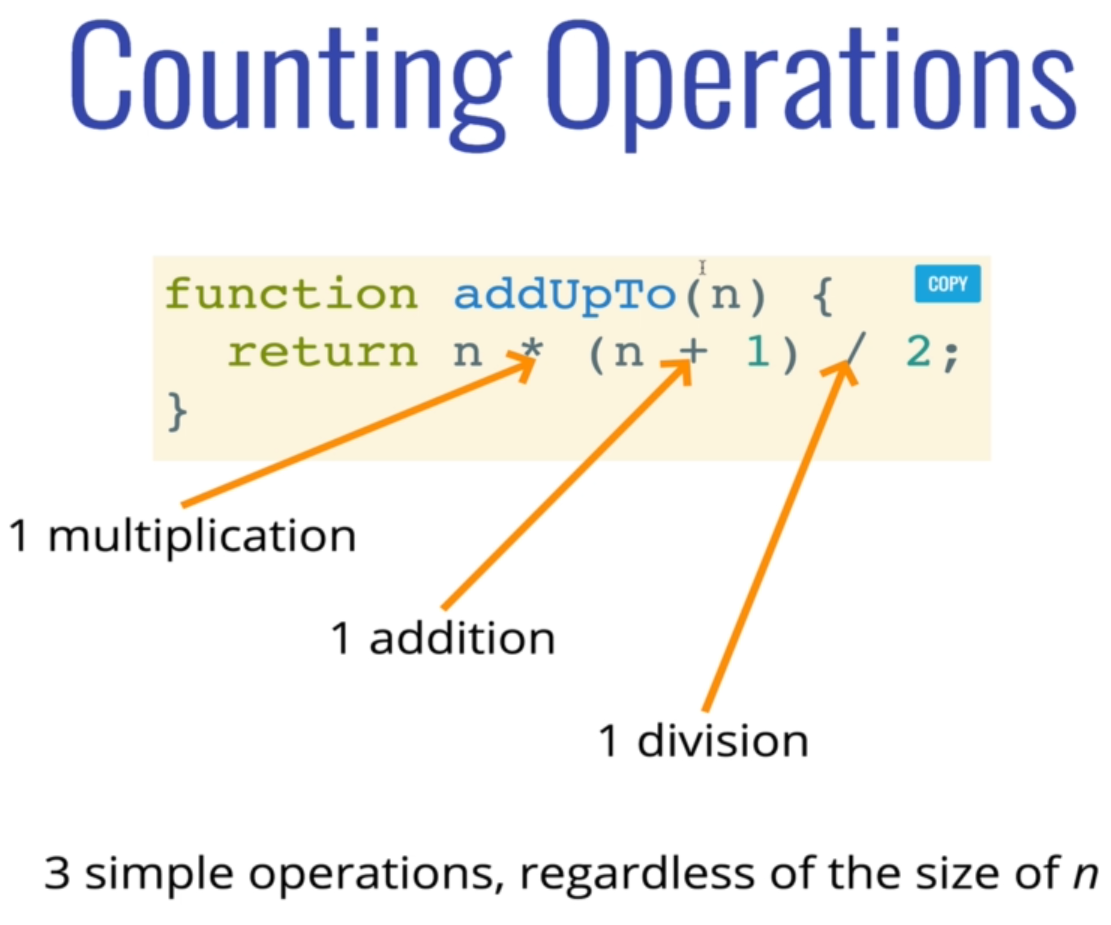 Counting Operations
COPY
function addUpTo(n) {
  return n * (n + 1) / 2;
}
1 multiplication
1 addition
1 division
3 simple operations, regardless of the size of n